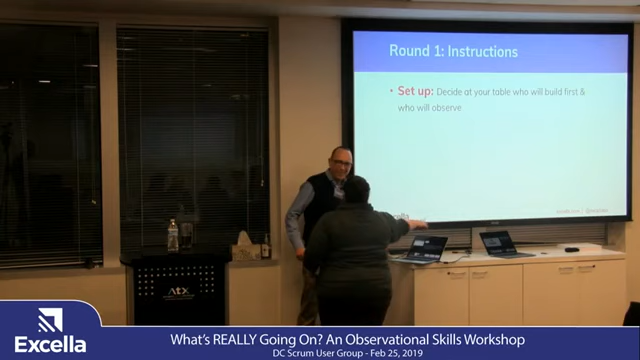 Round 1: Instructions
• Set up: Decide at your table who will build first &
who will observe
Excella
ATX
Excella
What's REALLY Going On? An Observational Skills Workshop
DC Scrum User Group - Feb 25, 2019